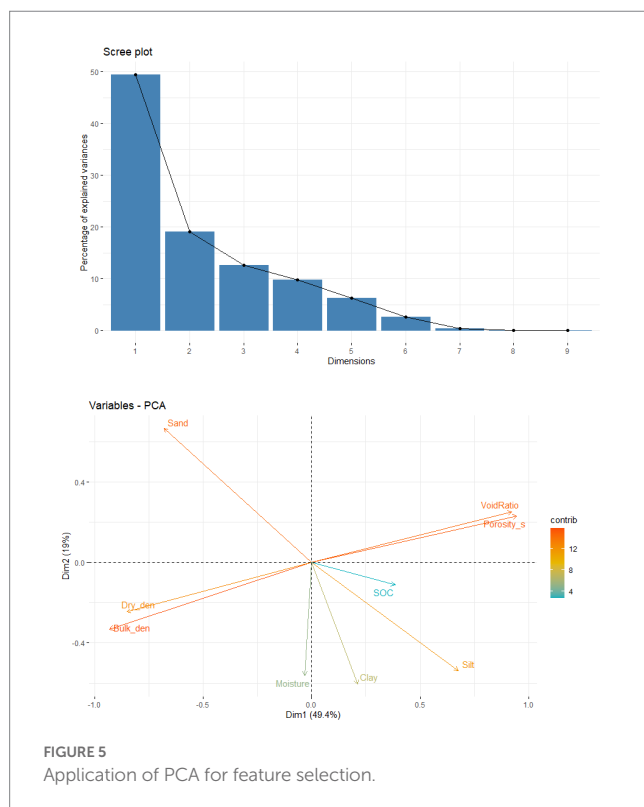 Scree plot
50
40
30
20
10
0
Percentage of explained variances
1 2 3 4 5 6 7 8 9
Dimensions
Variables - PCA
Sand
VoidRatio
Porosity_s
SOC
Dry_den
Bulk_den
Silt
Clay
Moisture
0.4
0.0
-0.4
Dim2 (19%)
-1.0 -0.5 0.0 0.5 1.0
Dim1 (49.4%)
contrib
12
8
4
FIGURE 5
Application of PCA for feature selection.